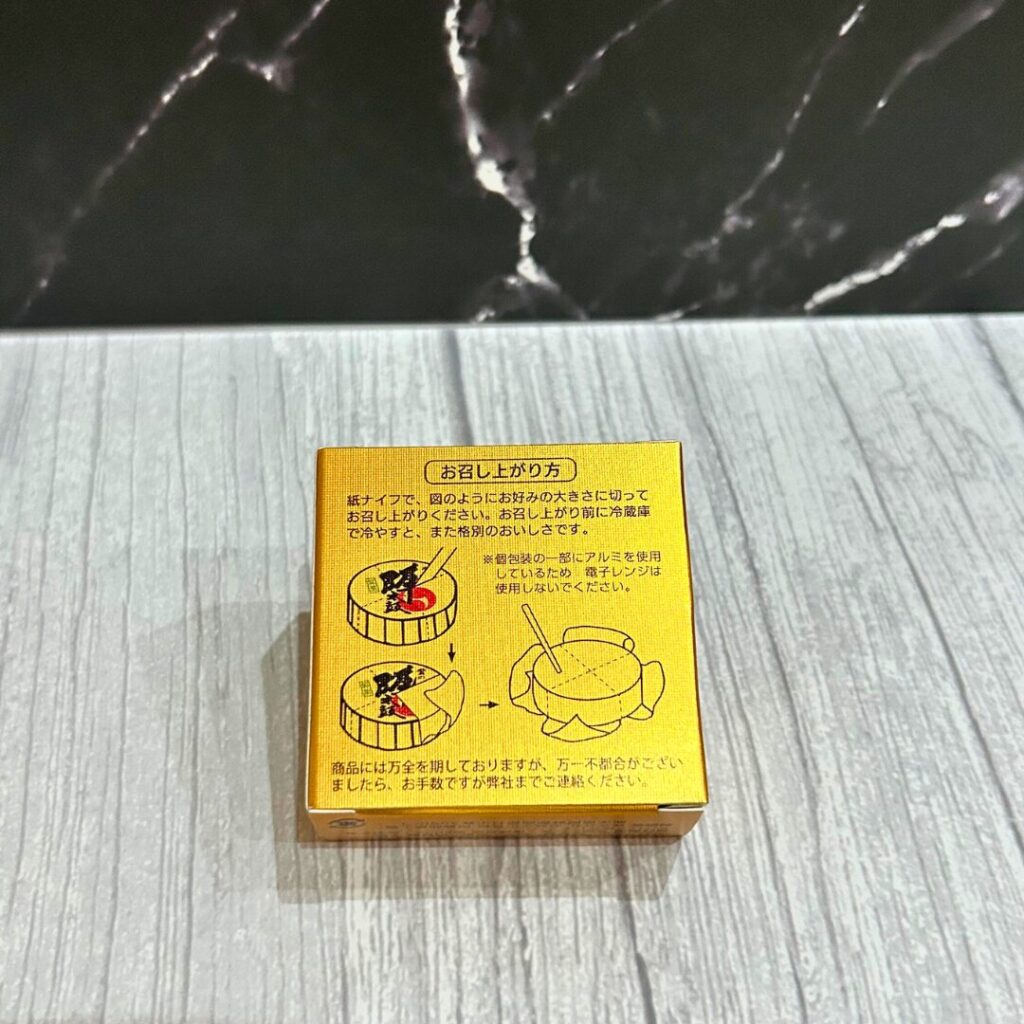 お召し上がり方
紙ナイフで、図のようにお好みの大きさに切って
お召し上がりください。お召し上がり前に冷蔵庫
で冷やすと、また格別のおいしさです。
※個包装の一部にアルミを使用
しているため 電子レンジは
使用しないでください。
陣太鼓
陣太鼓
商品には万全を期しておりますが、万一不都合がござい
ましたら、お手数ですが弊社までご連絡ください。